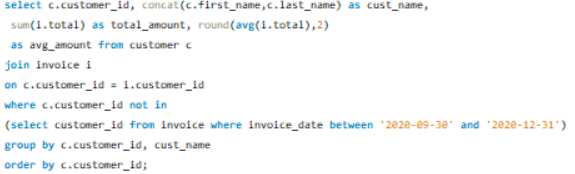 select c.customer_id, concat(c.first_name,c.last_name) as cust_name,
sum(i.total) as total_amount, round(avg(i.total),2)
as avg_amount from customer c
join invoice i
on c.customer_id = i.customer_id
where c.customer_id not in
(select customer_id from invoice where invoice_date between '2020-09-30' and '2020-12-31')
group by c.customer_id, cust_name
order by c.customer_id;